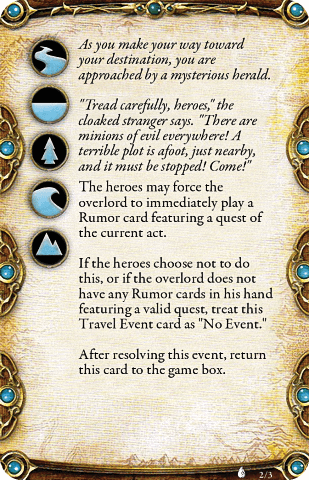 As you make your way toward
your destination, you are
approached by a mysterious herald.
"Tread carefully, heroes," the
cloaked stranger says. "There are
minions of evil everywhere! A
terrible plot is afoot, just nearby,
and it must be stopped! Come!"
The heroes may force the
overlord to immediately play a
Rumor card featuring a quest of
the current act.
If the heroes choose not to do
this, or if the overlord does not
have any Rumor cards in his hand
featuring a valid quest, treat this
Travel Event card as "No Event."
After resolving this event, return
this card to the game box.
2/3